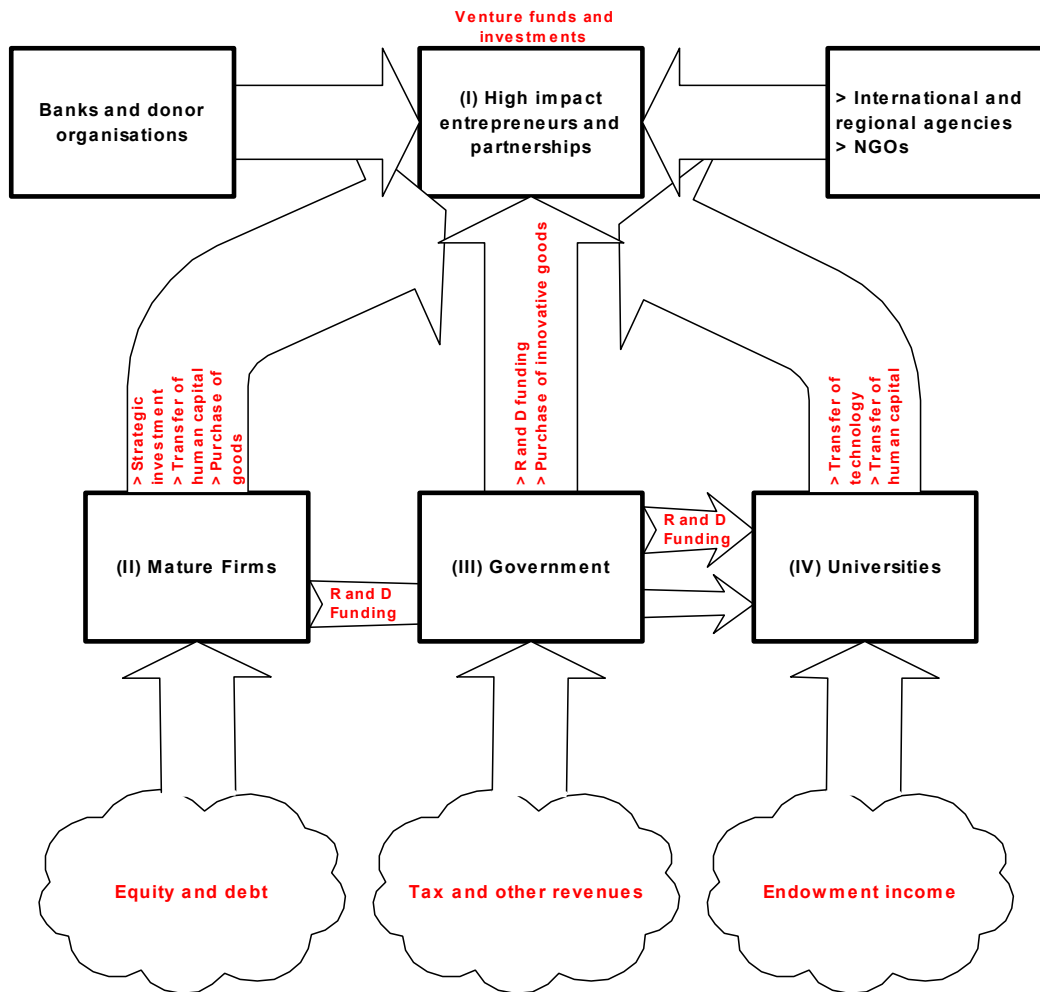 Venture funds and
investments
Banks and donor
organisations
(I) High impact
entrepreneurs and
partnerships
> International and
regional agencies
> NGOs
> Strategic
investment
> Transfer of
human capital
> Purchase of
goods
> R and D funding
> Purchase of innovative goods
> Transfer of
technology
> Transfer of
human capital
(II) Mature Firms
R and D
Funding
(III) Government
R and D
Funding
(IV) Universities
Equity and debt
Tax and other revenues
Endowment income